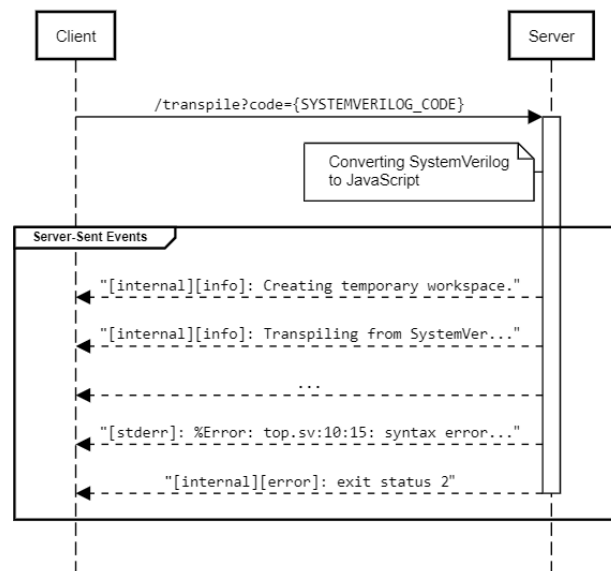 Client
Server
/transpile?code={SYSTEMVERILOG_CODE}
Converting SystemVerilog
to JavaScript
Server-Sent Events
"[internal][info]: Creating temporary workspace."
"[internal][info]: Transpiling from SystemVer..."
...
"[stderr]: %Error: top.sv:10:15: syntax error..."
"[internal][error]: exit status 2"